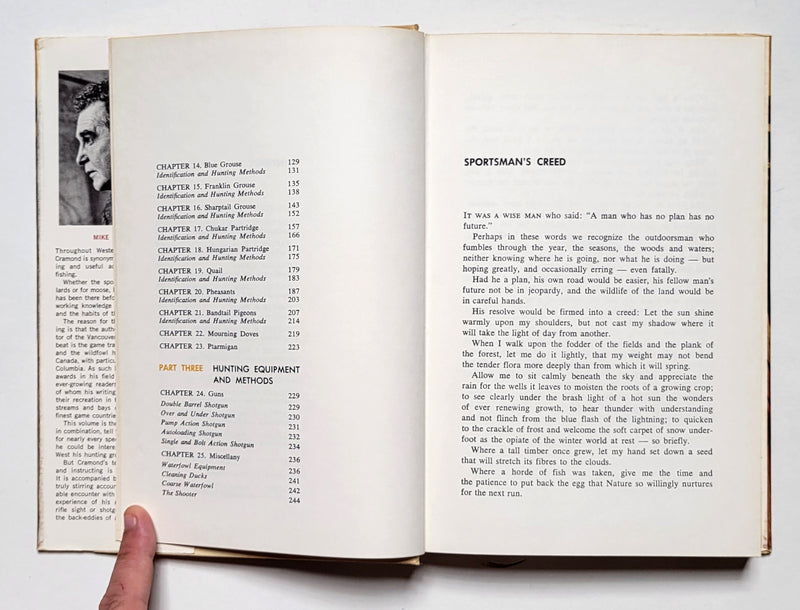 MIKE
Throughout Weste
Cramond is synonym
ing and useful ac
fishing.
Whether the spo
lards or for moose, i
has been there befo
working knowledge
and the habits of t
The reason for t
ing is that the auth
tor of the Vancouver
beat is the game tra
and the wildfowl h
Canada, with particu
Columbia. As such
awards in his field
ever-growing reader
of whom his writing
their recreation in
streams and bays
finest game countrie
This volume is the
in combination, tell
for nearly every spec
he could be intere
West his hunting gr
But Cramond's te
and instructing is
It is accompanied b
truly stirring accoun
able encounter with
experience of his
rifle sight or shotg
the back-eddies of
CHAPTER 14. Blue Grouse 129
Identification and Hunting Methods 131
CHAPTER 15. Franklin Grouse 135
Identification and Hunting Methods 138
CHAPTER 16. Sharptail Grouse 143
Identification and Hunting Methods 152
CHAPTER 17. Chukar Partridge 157
Identification and Hunting Methods 166
CHAPTER 18. Hungarian Partridge 171
Identification and Hunting Methods 175
CHAPTER 19. Quail 179
Identification and Hunting Methods 183
CHAPTER 20. Pheasants 187
Identification and Hunting Methods 203
CHAPTER 21. Bandtail Pigeons 207
Identification and Hunting Methods 214
CHAPTER 22. Mourning Doves 219
CHAPTER 23. Ptarmigan 223
PART THREE HUNTING EQUIPMENT
AND METHODS
CHAPTER 24. Guns 229
Double Barrel Shotgun 229
Over and Under Shotgun 230
Pump Action Shotgun 231
Autoloading Shotgun 232
Single and Bolt Action Shotgun 234
CHAPTER 25. Miscellany 236
Waterfowl Equipment 236
Cleaning Ducks 241
Coarse Waterfowl 242
The Shooter 244
SPORTSMAN'S CREED
IT WAS A WISE MAN who said: "A man who has no plan has no
future."
Perhaps in these words we recognize the outdoorsman who
fumbles through the year, the seasons, the woods and waters;
neither knowing where he is going, nor what he is doing — but
hoping greatly, and occasionally erring — even fatally.
Had he a plan, his own road would be easier, his fellow man's
future not be in jeopardy, and the wildlife of the land would be
in careful hands.
His resolve would be firmed into a creed: Let the sun shine
warmly upon my shoulders, but not cast my shadow where it
will take the light of day from another.
When I walk upon the fodder of the fields and the plank of
the forest, let me do it lightly, that my weight may not bend
the tender flora more deeply than from which it will spring.
Allow me to sit calmly beneath the sky and appreciate the
rain for the wells it leaves to moisten the roots of a growing crop;
to see clearly under the brash light of a hot sun the wonders
of ever renewing growth, to hear thunder with understanding
and not flinch from the blue flash of the lightning; to quicken
to the crackle of frost and welcome the soft carpet of snow under-
foot as the opiate of the winter world at rest — so briefly.
Where a tall timber once grew, let my hand set down a seed
that will stretch its fibres to the clouds.
Where a horde of fish was taken, give me the time and
the patience to put back the egg that Nature so willingly nurtures
for the next run.